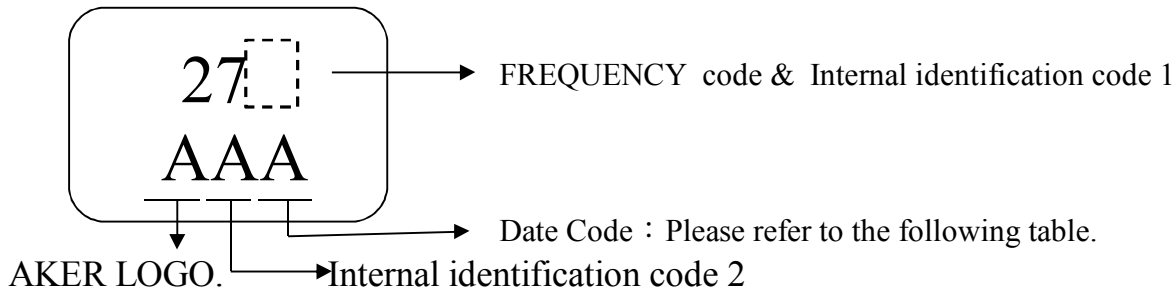 27 FREQUENCY code & Internal identification code 1
AAA
Date Code：Please refer to the following table.
AKER LOGO. Internal identification code 2